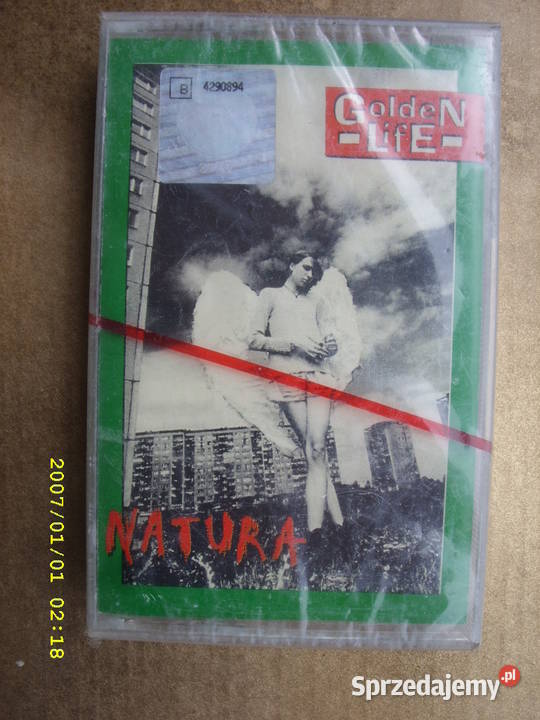 B 4290894
GoldeN
-LifE-
NATURA
2007/01/01 02:18
Sprzedajemy.pl